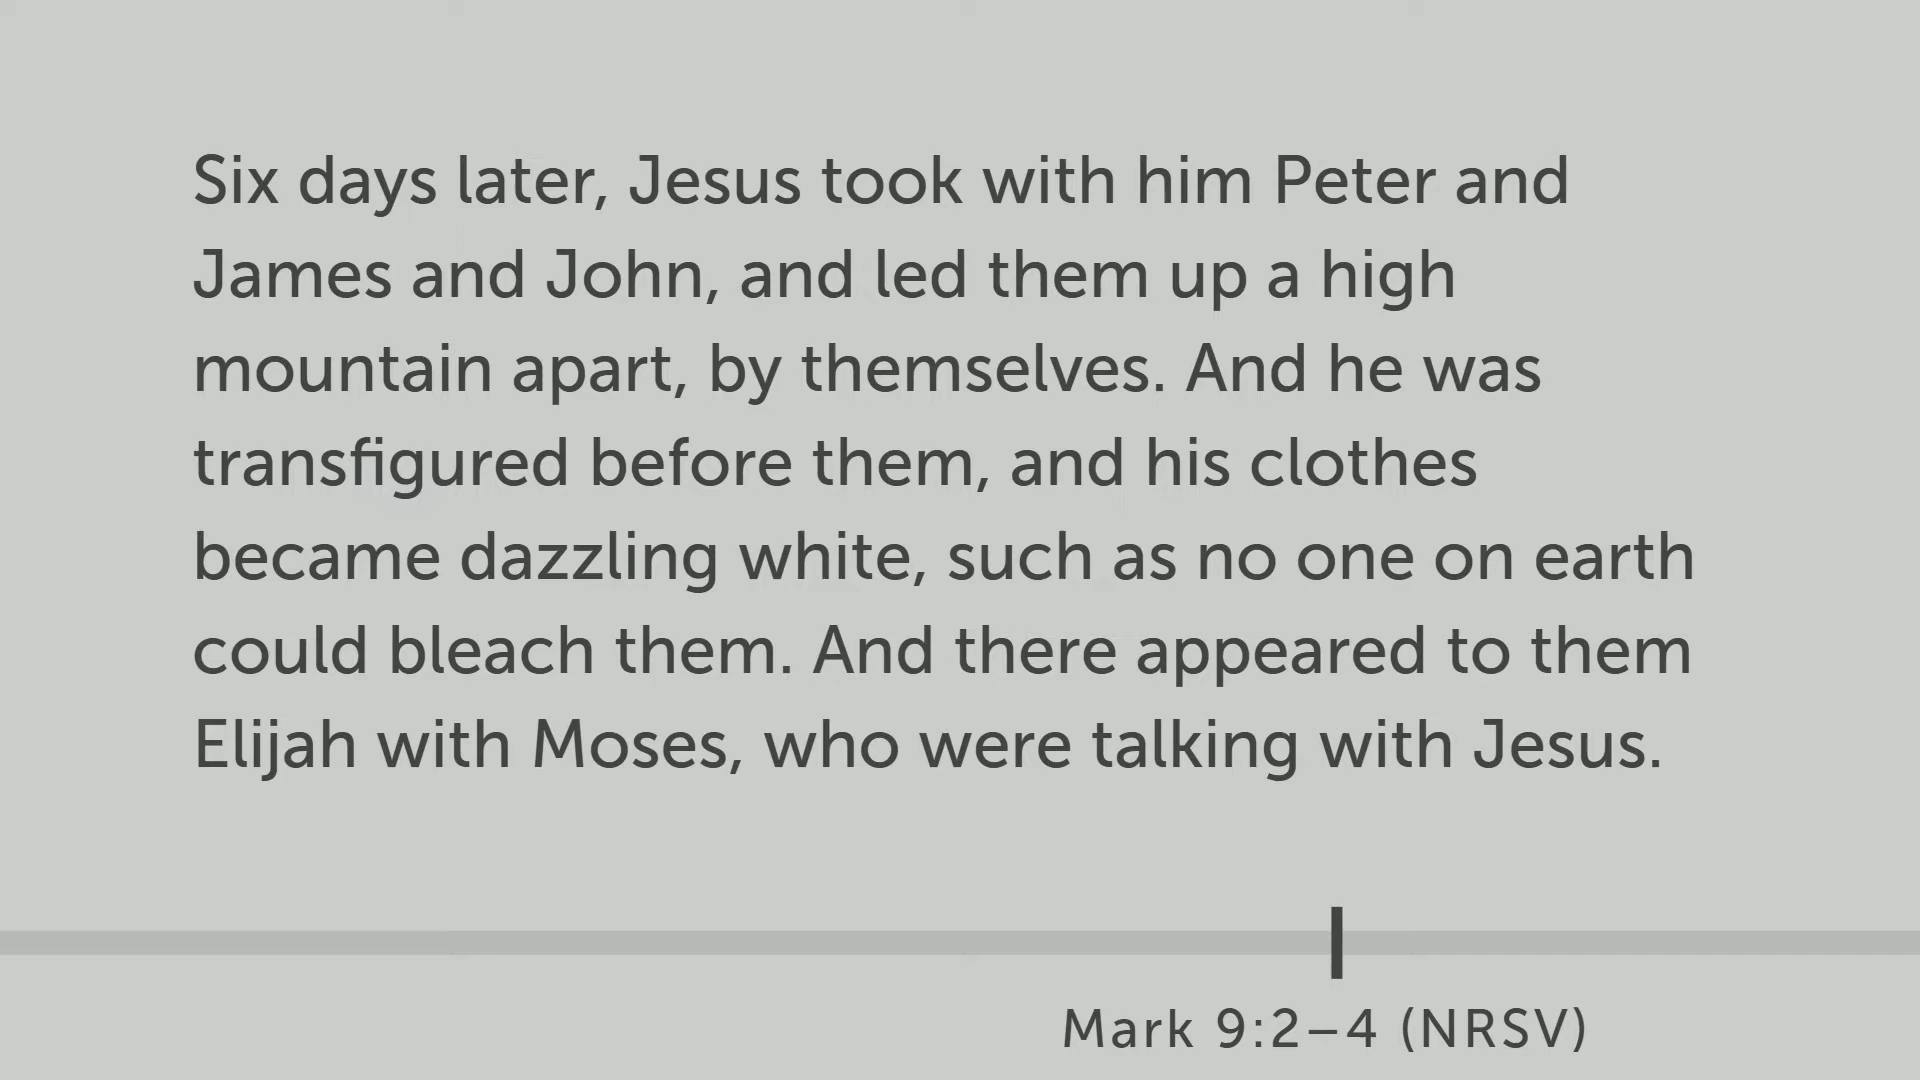 Six days later, Jesus took with him Peter and
James and John, and led them up a high
mountain apart, by themselves. And he was
transfigured before them, and his clothes
became dazzling white, such as no one on earth
could bleach them. And there appeared to them
Elijah with Moses, who were talking with Jesus.
Mark 9:2–4 (NRSV)